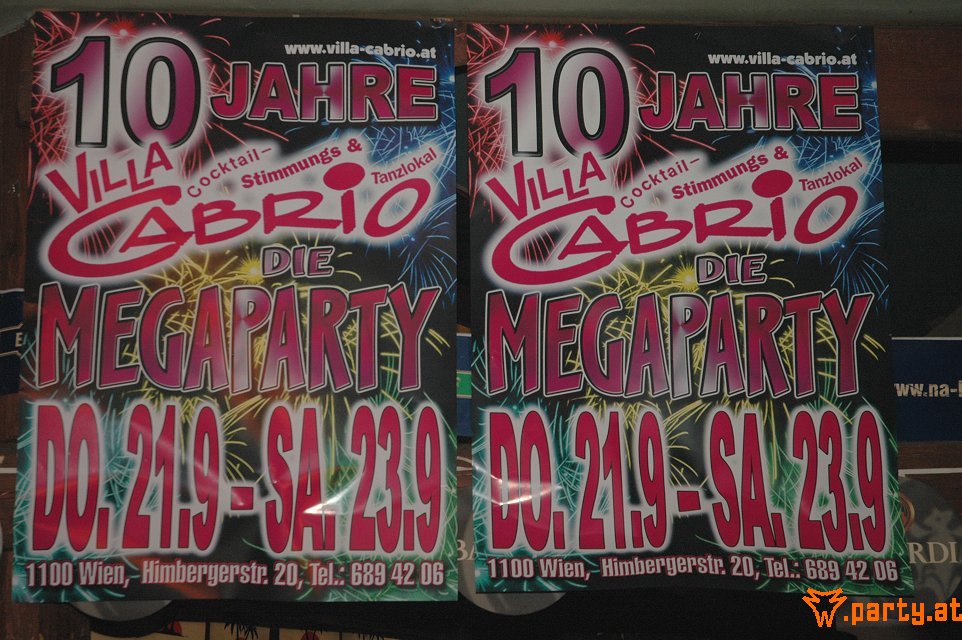 www.villa-cabrio.at
10 JAHRE
VILLA
Cocktail-
Stimmungs &
Tanzlokal
CABRIO
DIE
MEGAPARTY
DO. 21.9 - SA. 23.9
1100 Wien, Himbergerstr. 20, Tel.: 689 42 06
www.villa-cabrio.at
10 JAHRE
VILLA
Cocktail-
Stimmungs &
Tanzlokal
CABRIO
DIE
MEGAPARTY
DO. 21.9 - SA. 23.9
1100 Wien, Himbergerstr. 20, Tel.: 689 42 06
www.na-
.party.at